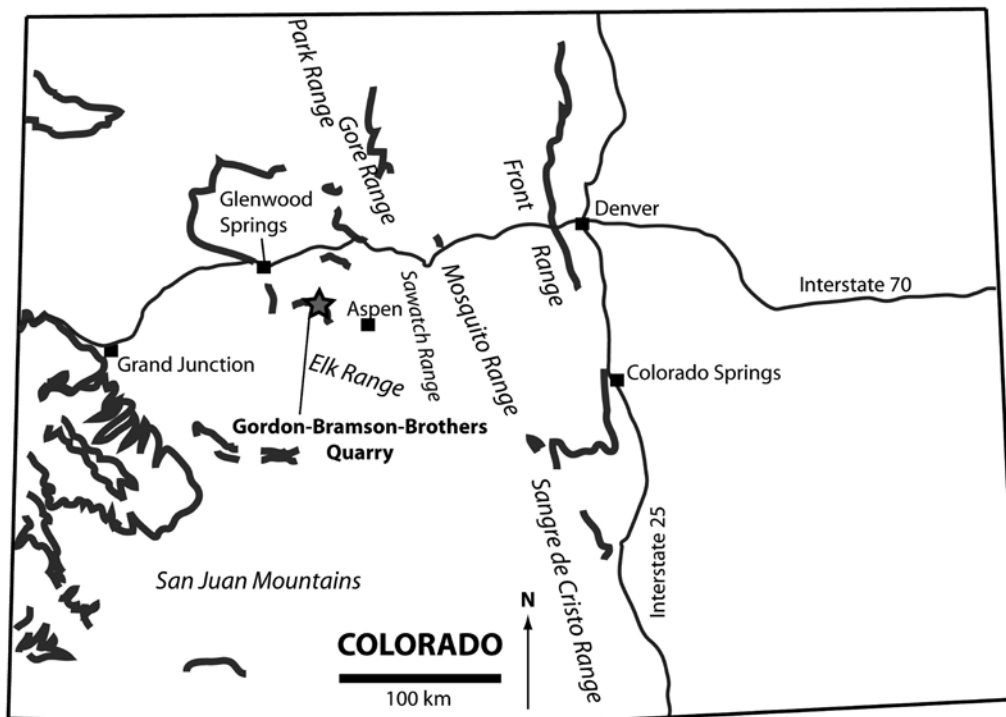 Park Range
Gore Range
Front
Range
Glenwood
Springs
Denver
Interstate 70
Mosquito Range
Sawatch Range
Aspen
Grand Junction
Elk Range
Colorado Springs
Gordon-Bramson-Brothers
Quarry
Sangre de Cristo Range
Interstate 25
San Juan Mountains
N
COLORADO
100 km